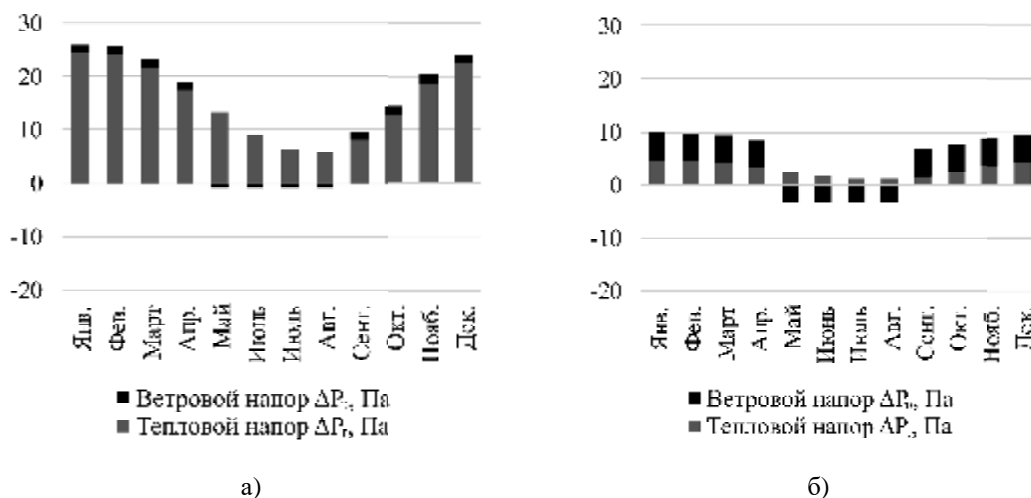 30
20
10
0
-10
-20
Янв.
Фев.
Март
Апр.
Май
Июнь
Июль
Авг.
Сент.
Окт.
Нояб.
Дек.
Ветровой напор ΔP, Па
Тепловой напор ΔPт, Па
а)
30
20
10
0
-10
-20
Янв.
Фев.
Март
Апр.
Май
Июнь
Июль
Авг.
Сент.
Окт.
Нояб.
Дек.
Ветровой напор ΔPв, Па
Тепловой напор ΔP, Па
б)